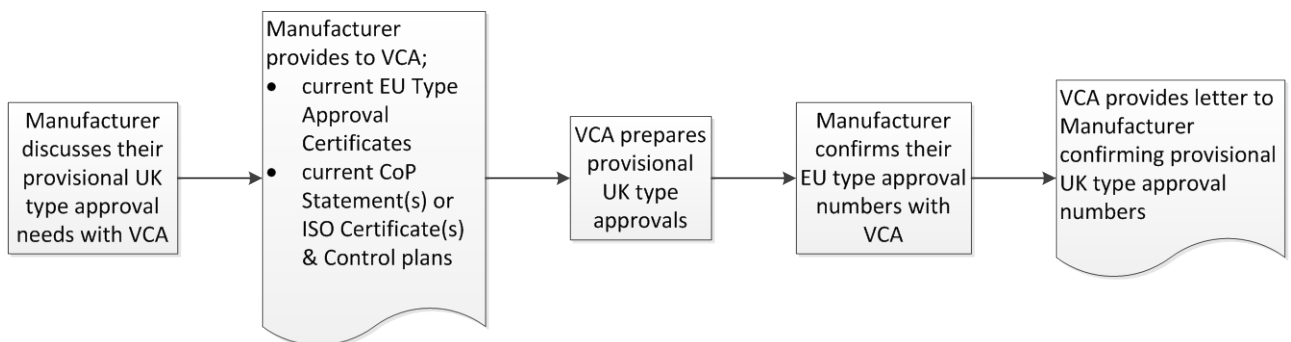 Manufacturer
discusses their
provisional UK
type approval
needs with VCA
Manufacturer
provides to VCA;
• current EU Type
Approval
Certificates
• current CoP
Statement(s) or
ISO Certificate(s)
& Control plans
VCA prepares
provisional
UK type
approvals
Manufacturer
confirms their
EU type approval
numbers with
VCA
VCA provides letter to
Manufacturer
confirming provisional
UK type approval
numbers